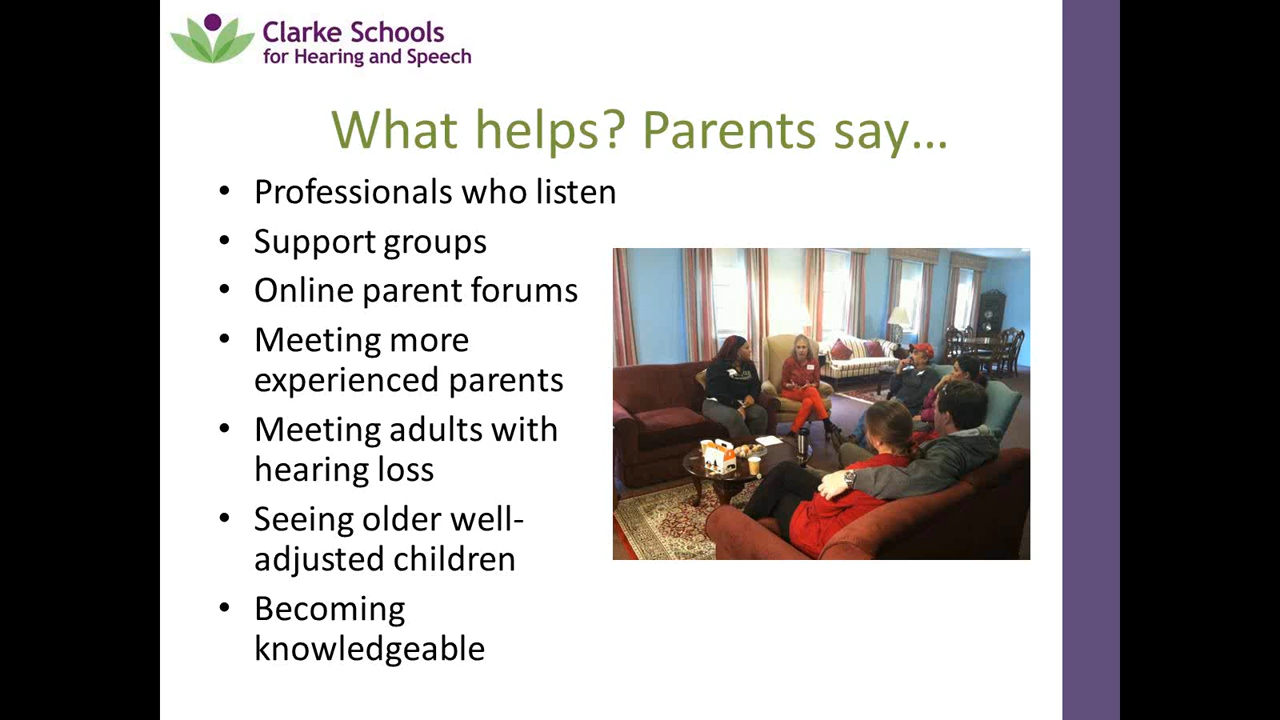 Clarke Schools
for Hearing and Speech
What helps? Parents say…
• Professionals who listen
• Support groups
• Online parent forums
• Meeting more
experienced parents
• Meeting adults with
hearing loss
• Seeing older well-
adjusted children
• Becoming
knowledgeable